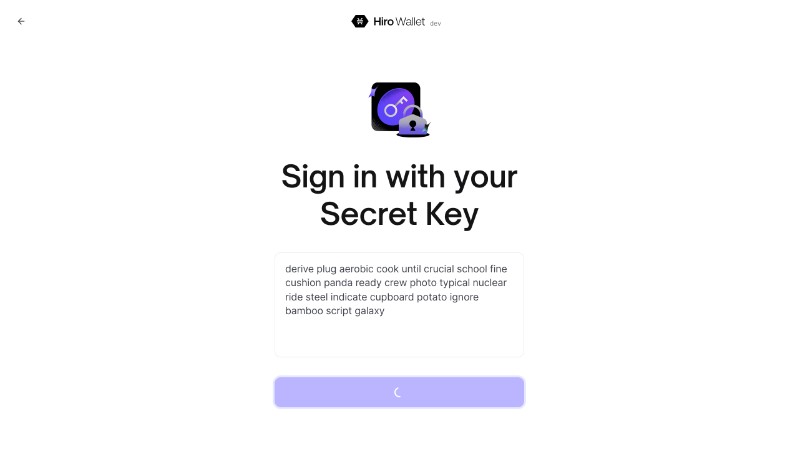 Hiro Wallet dev
Sign in with your
Secret Key
derive plug aerobic cook until crucial school fine
cushion panda ready crew photo typical nuclear
ride steel indicate cupboard potato ignore
bamboo script galaxy